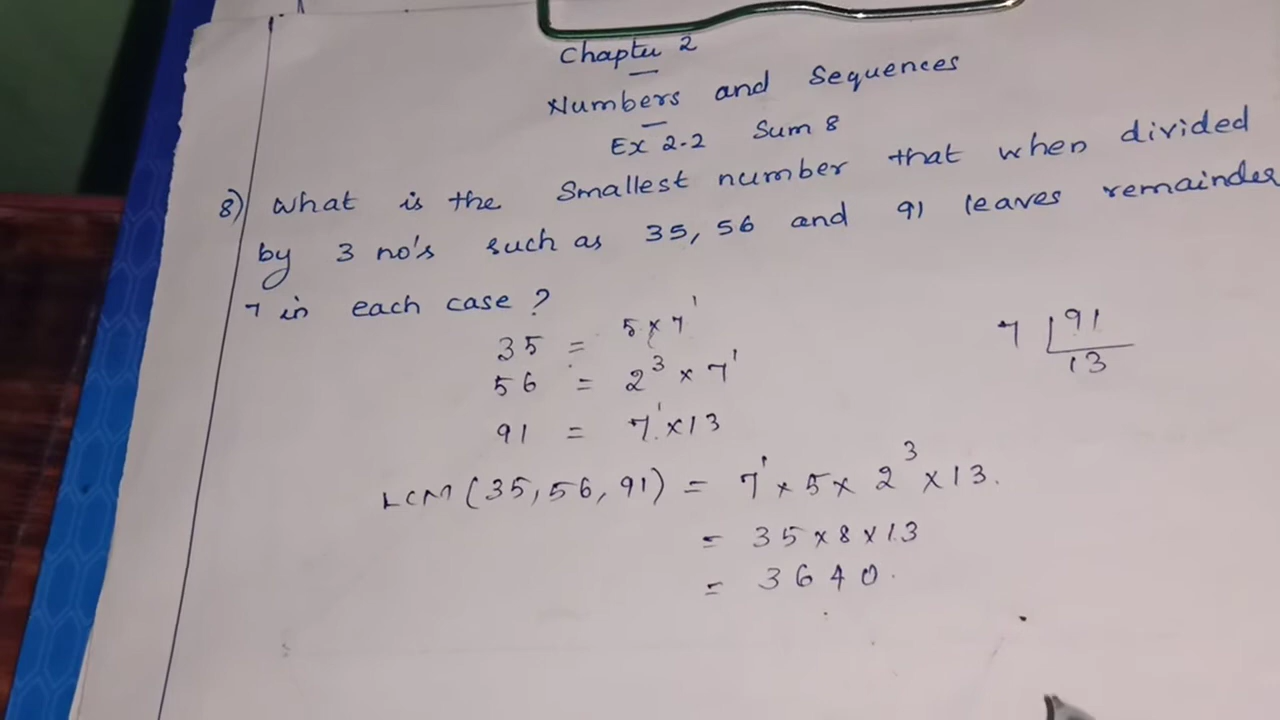 Chapter 2
Numbers and Sequences
Ex 2.2 Sum 8
8) What is the Smallest number that when divided
by 3 no's such as 35, 56 and 91 leaves remainder
7 in each case?
35 = 5 × 7¹
56 = 2³ × 7¹
91 = 7¹ × 13
7 | 91
13
LCM (35, 56, 91) = 7¹ × 5 × 2³ × 13.
= 35 × 8 × 13
= 3640.